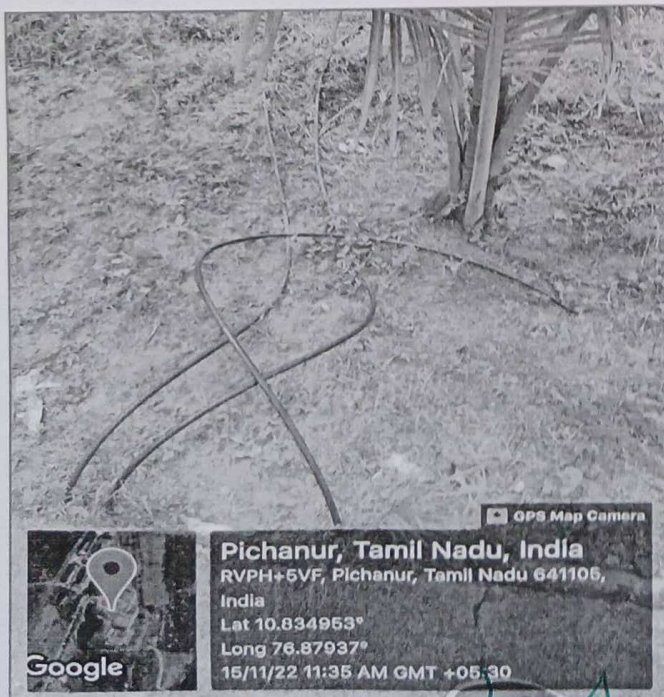 GPS Map Camera
Pichanur, Tamil Nadu, India
RVPH+5VF, Pichanur, Tamil Nadu 641105,
India
Lat 10.834953°
Long 76.87937°
15/11/22 11:35 AM GMT +05:30
Google